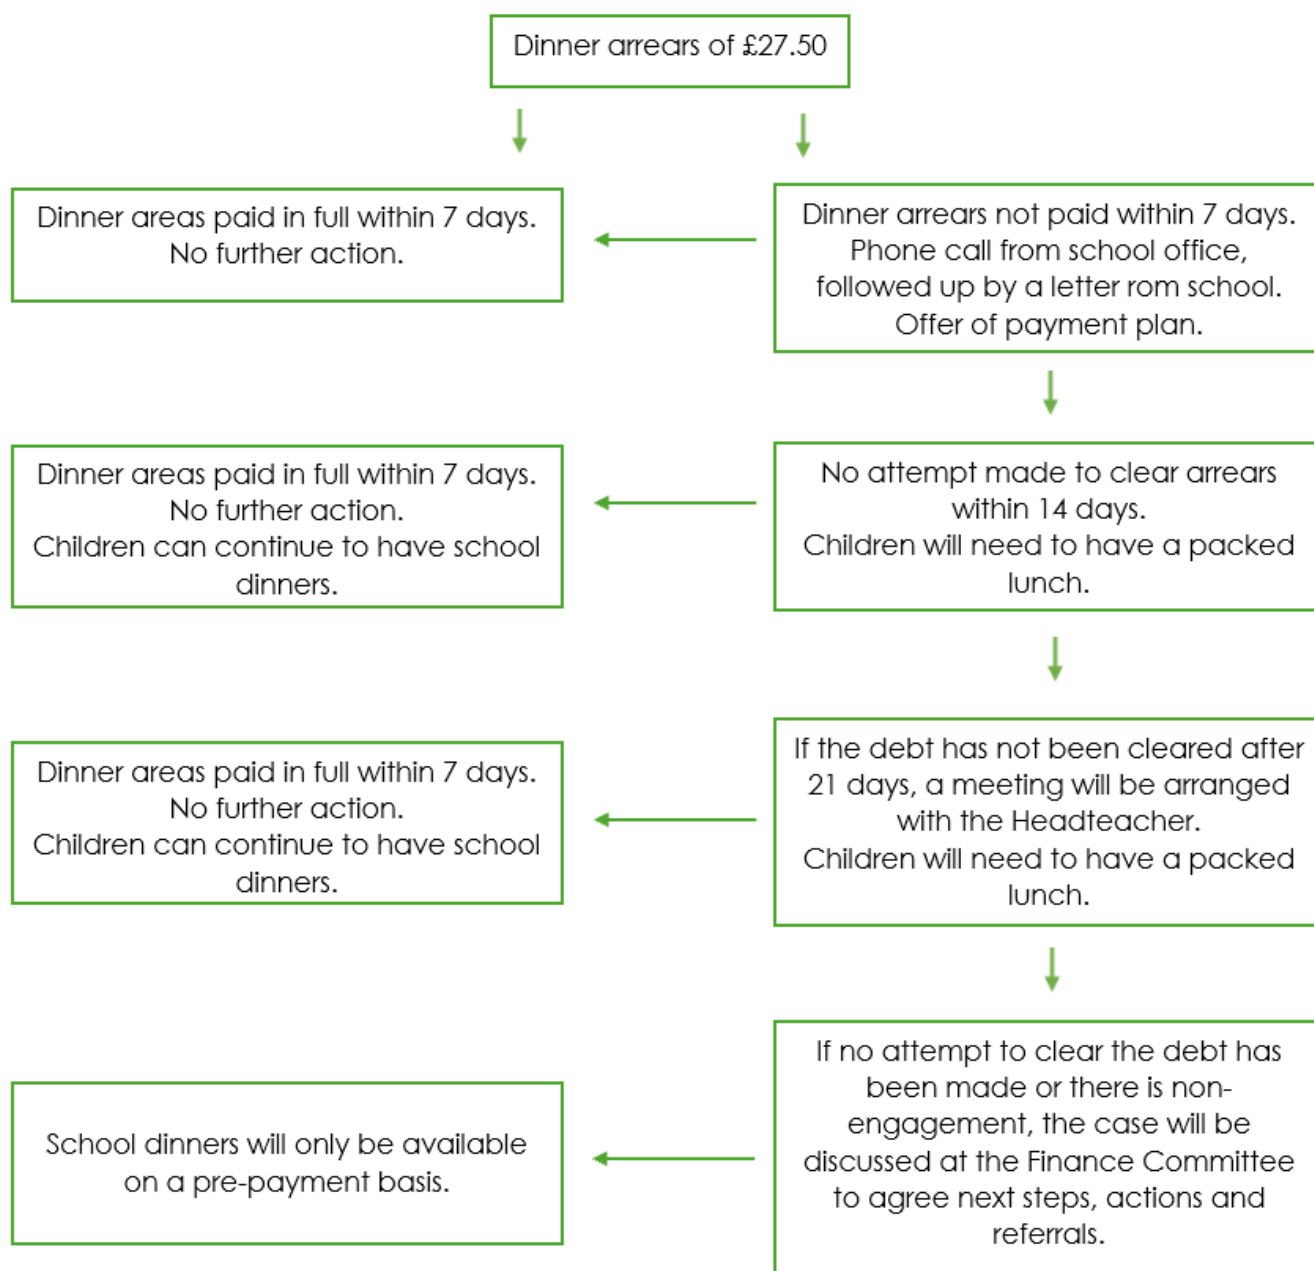 Dinner arrears of £27.50
Dinner areas paid in full within 7 days.
No further action.
Dinner arrears not paid within 7 days.
Phone call from school office,
followed up by a letter rom school.
Offer of payment plan.
Dinner areas paid in full within 7 days.
No further action.
Children can continue to have school
dinners.
No attempt made to clear arrears
within 14 days.
Children will need to have a packed
lunch.
Dinner areas paid in full within 7 days.
No further action.
Children can continue to have school
dinners.
If the debt has not been cleared after
21 days, a meeting will be arranged
with the Headteacher.
Children will need to have a packed
lunch.
School dinners will only be available
on a pre-payment basis.
If no attempt to clear the debt has
been made or there is non-
engagement, the case will be
discussed at the Finance Committee
to agree next steps, actions and
referrals.